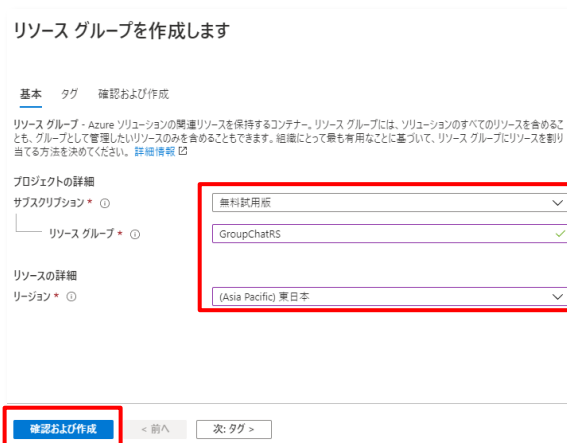 リソース グループを作成します
基本 タグ 確認および作成
リソース グループ - Azure ソリューションの関連リソースを保持するコンテナー。リソース グループには、ソリューションのすべてのリソースを含めるこ
とも、グループとして管理したいリソースのみを含めることもできます。組織にとって最も有用なことに基づいて、リソース グループにリソースを割り
当てる方法を決めてください。 詳細情報
プロジェクトの詳細
サブスクリプション * 無料試用版
リソース グループ * GroupChatRS
リソースの詳細
リージョン * (Asia Pacific) 東日本
確認および作成 < 前へ 次: タグ >